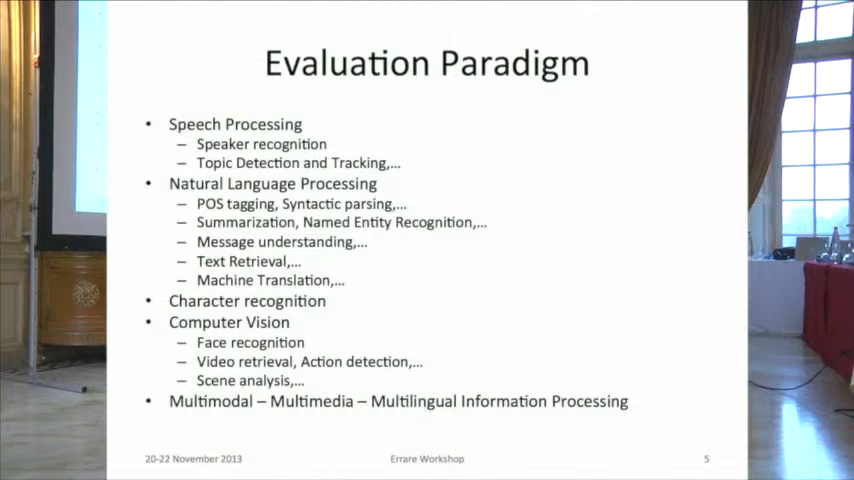 Evaluation Paradigm
• Speech Processing
– Speaker recognition
– Topic Detection and Tracking,...
• Natural Language Processing
– POS tagging, Syntactic parsing,...
– Summarization, Named Entity Recognition,...
– Message understanding,...
– Text Retrieval,...
– Machine Translation,...
• Character recognition
• Computer Vision
– Face recognition
– Video retrieval, Action detection,...
– Scene analysis,...
• Multimodal – Multimedia – Multilingual Information Processing
20-22 November 2013
Errare Workshop
5